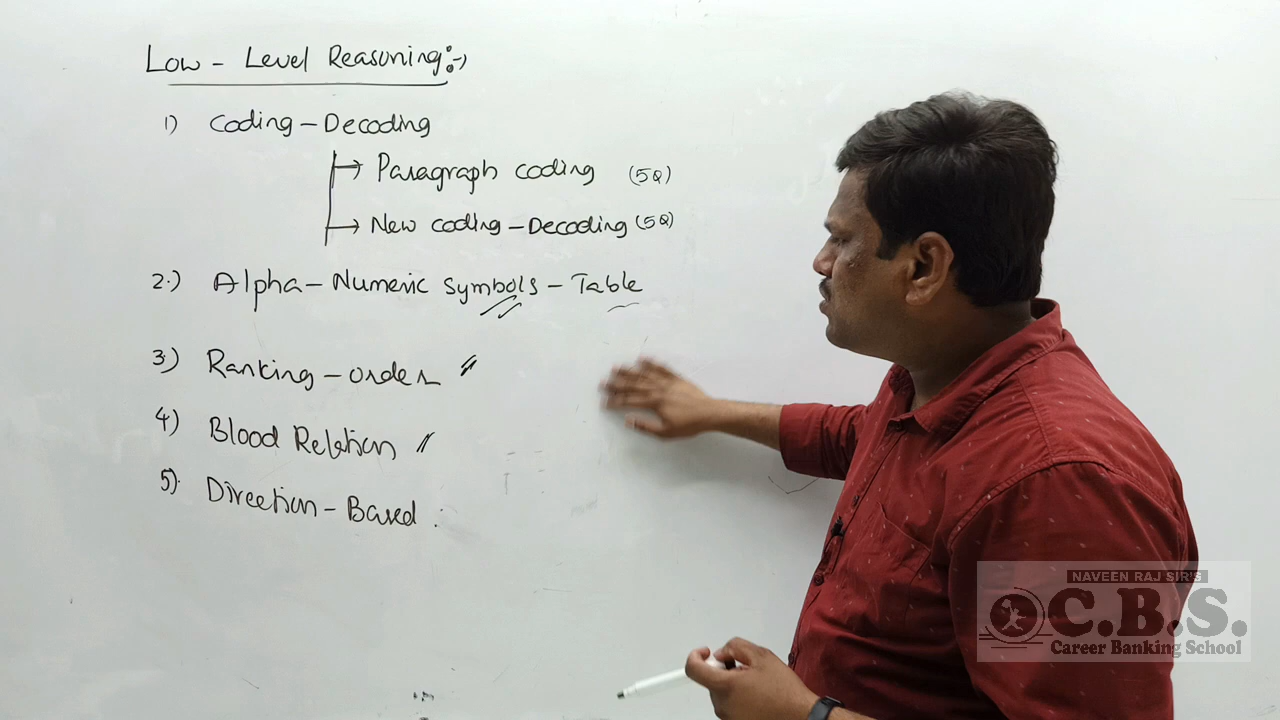 Low - Level Reasoning:-)
1) Coding - Decoding
→ Paragraph coding (5Q)
→ New coding - Decoding (5Q)
2.) Alpha - Numeric Symbols - Table
3) Ranking - order
4) Blood Relation
5). Direction - Based.
NAVEEN RAJ SIR'S
C.B.S.
Career Banking School